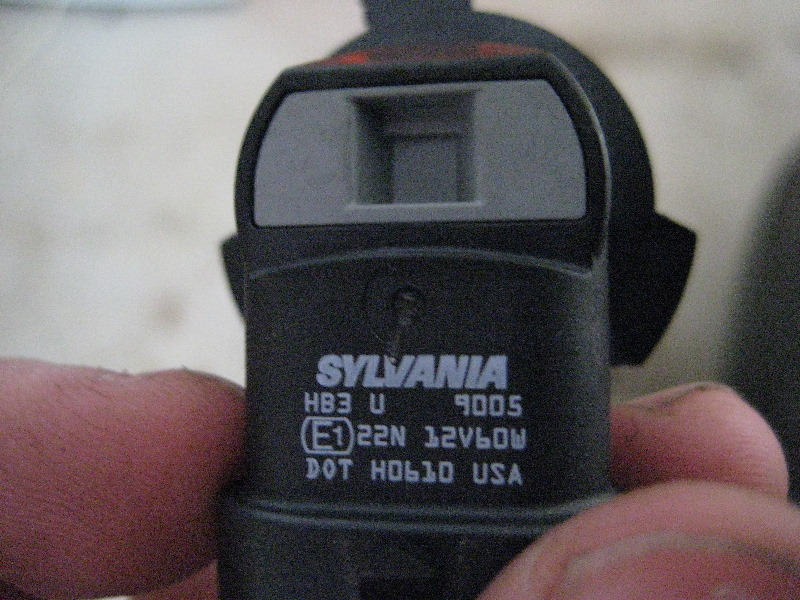 SYLVANIA
HB3 U 9005
E1 22N 12V60W
DOT H0610 USA